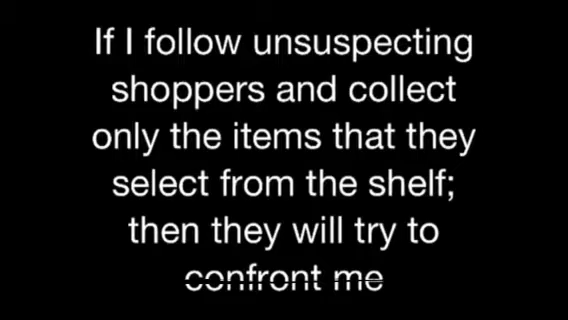 If I follow unsuspecting
shoppers and collect
only the items that they
select from the shelf;
then they will try to
confront me